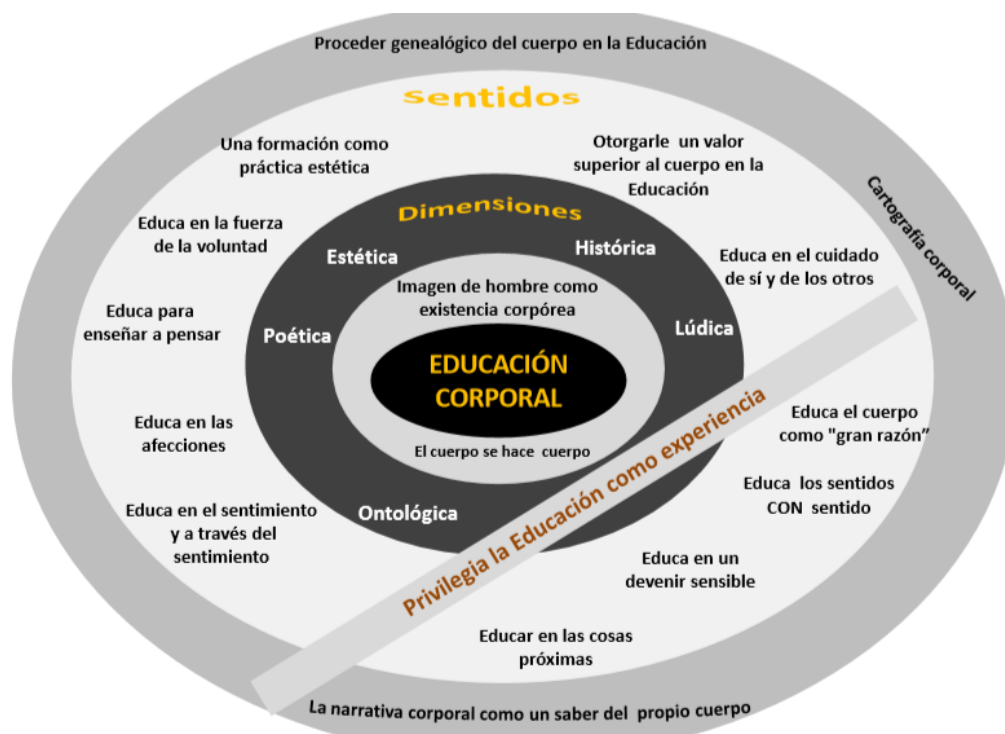 Proceder genealógico del cuerpo en la Educación
Sentidos
Una formación como
práctica estética
Otorgarle un valor
superior al cuerpo en la
Educación
Cartografía corporal
Educa en la fuerza
de la voluntad
Dimensiones
Estética
Histórica
Educa en el cuidado
de sí y de los otros
Imagen de hombre como
existencia corpórea
Educa para
enseñar a pensar
Poética
Lúdica
EDUCACIÓN
CORPORAL
Privilegia la Educación como experiencia
Educa el cuerpo
como "gran razón”
Educa en las
afecciones
El cuerpo se hace cuerpo
Educa los sentidos
CON sentido
Educa en el sentimiento
y a través del
sentimiento
Ontológica
Educa en un
devenir sensible
Educar en las cosas
próximas
La narrativa corporal como un saber del propio cuerpo